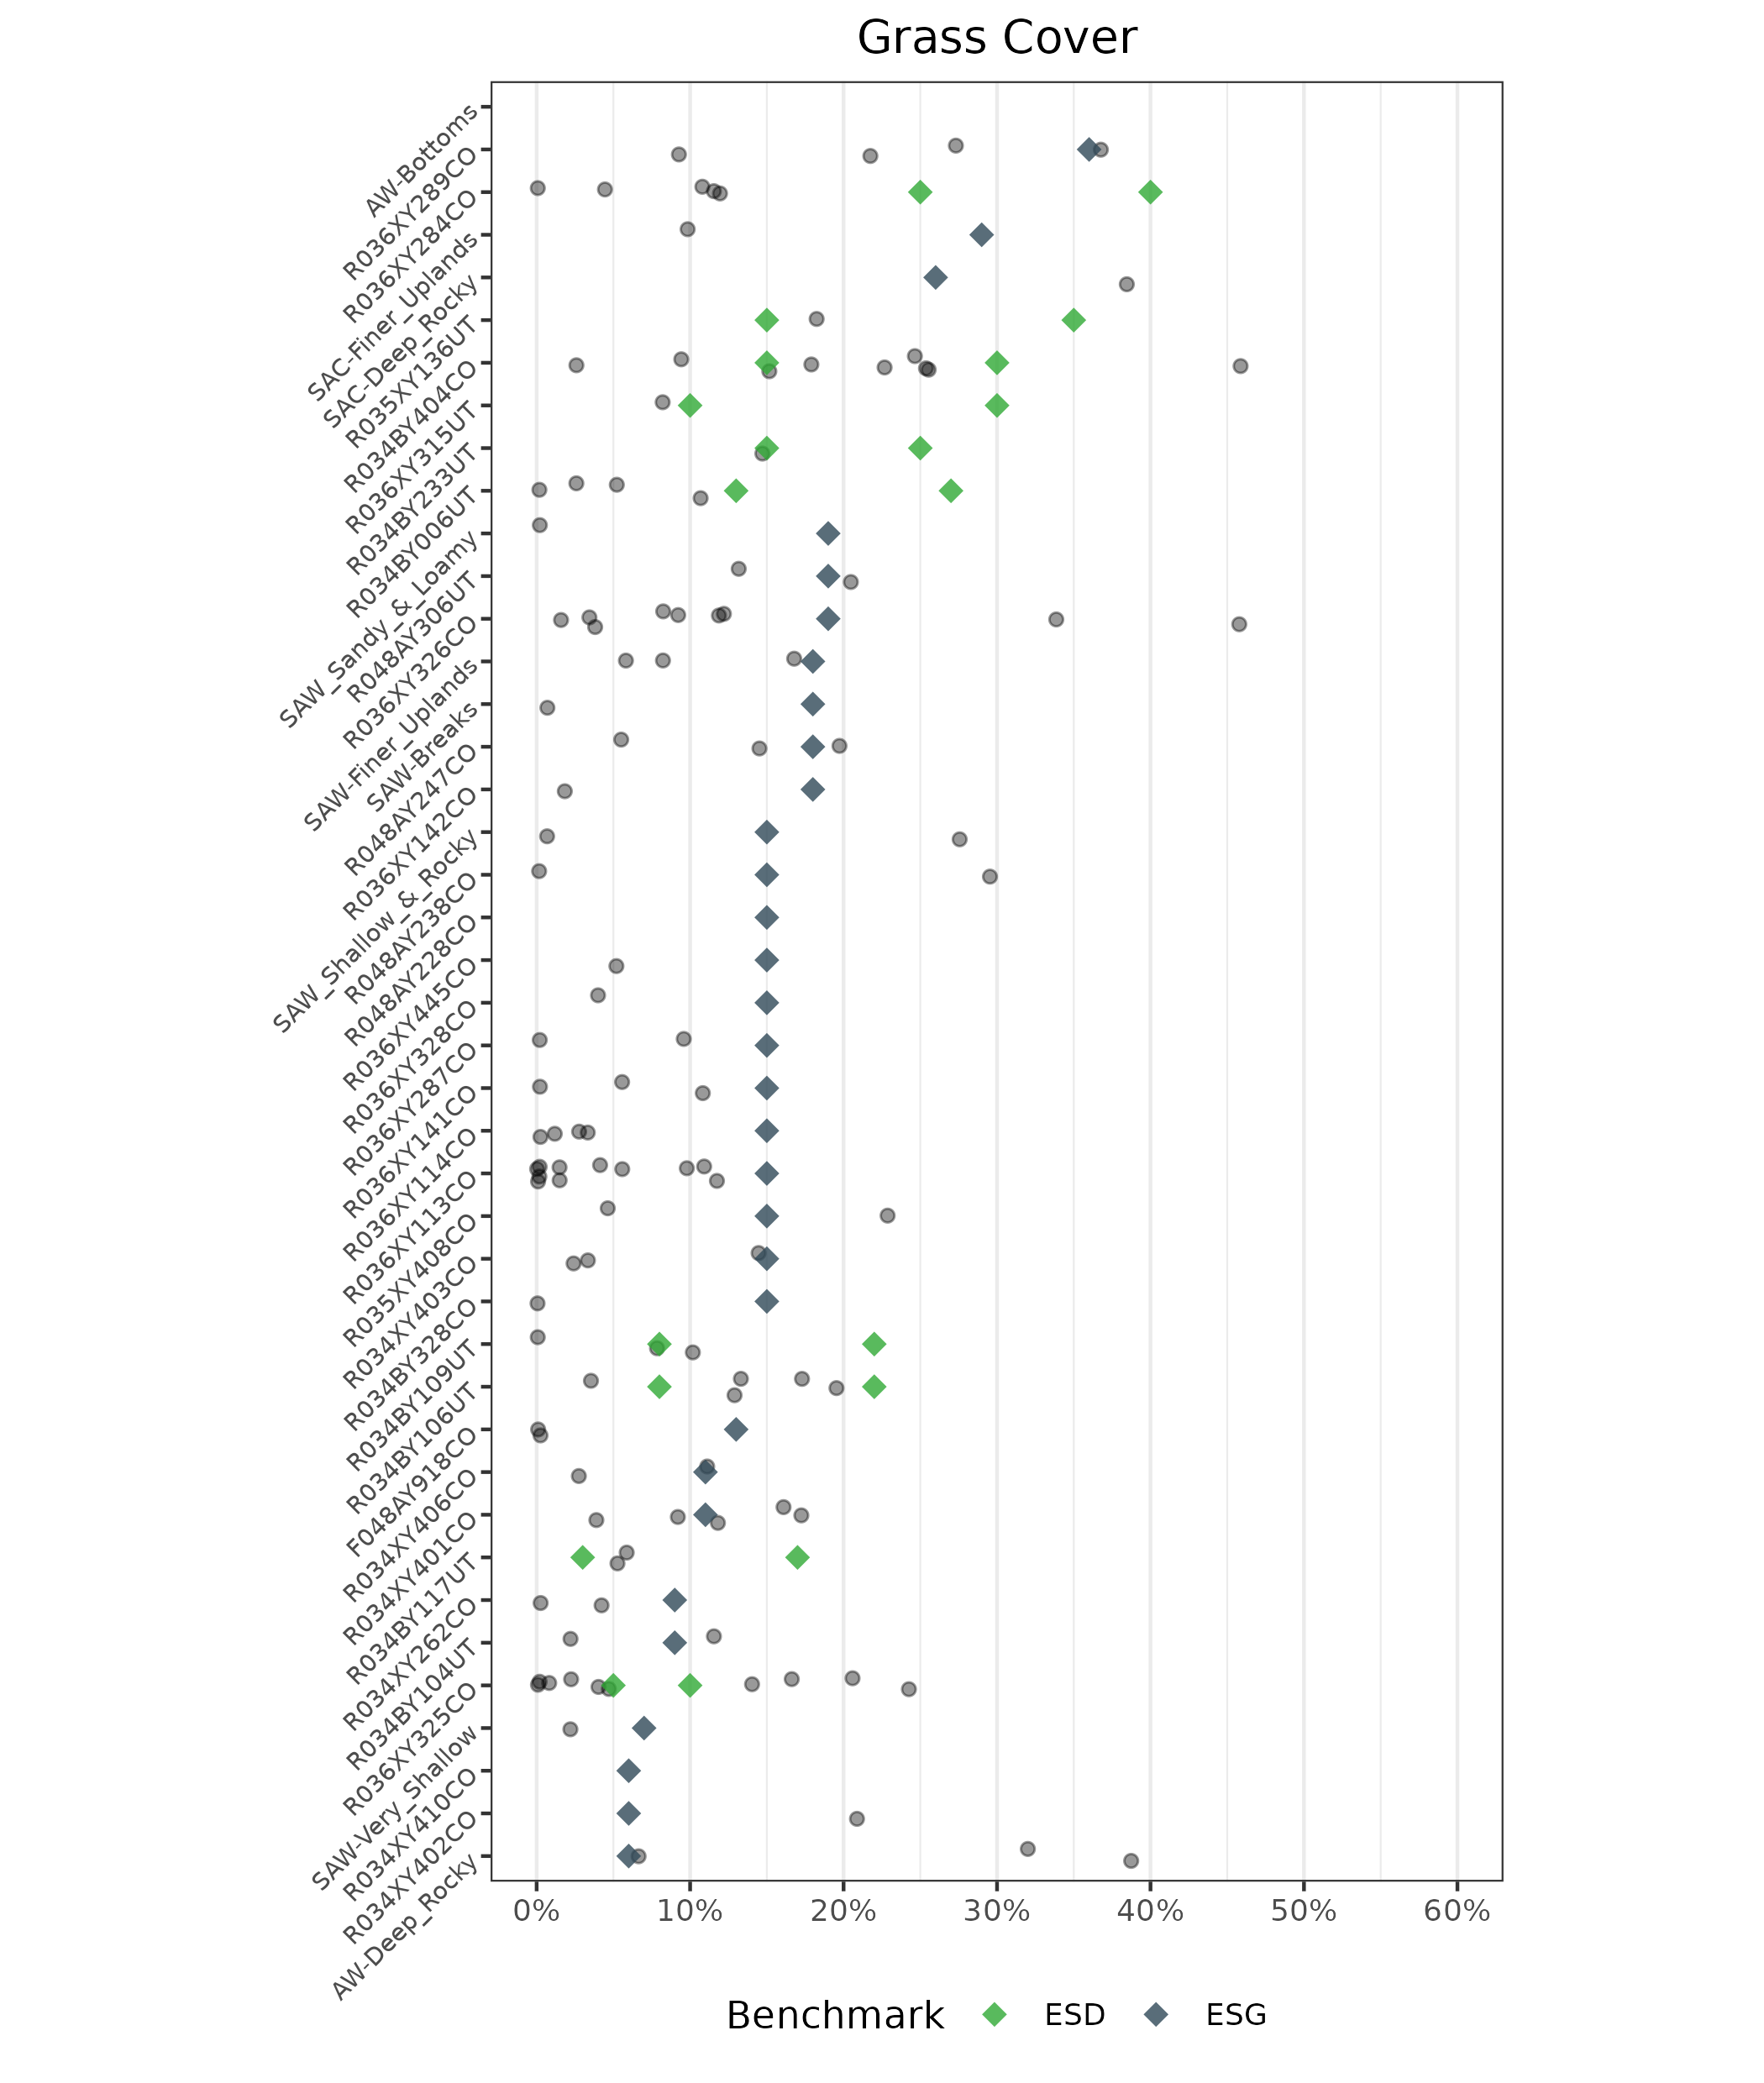 Grass Cover
AW-Bottoms
R036XY289CO
R036XY284CO
SAC-Finer_Uplands
SAC-Deep_Rocky
R035XY136UT
R034BY404CO
R036XY315UT
R034BY233UT
R034BY006UT
SAW_Sandy_&_Loamy
R048AY306UT
R036XY326CO
SAW-Finer_Uplands
SAW-Breaks
R048AY247CO
R036XY142CO
SAW_Shallow_&_Rocky
R048AY238CO
R048AY228CO
R036XY445CO
R036XY328CO
R036XY287CO
R036XY141CO
R036XY114CO
R036XY113CO
R035XY408CO
R034XY403CO
R034BY328CO
R034BY109UT
R034BY106UT
F048AY918CO
R034XY406CO
R034XY401CO
R034BY117UT
R034XY262CO
R034BY104UT
R036XY325CO
SAW-Very_Shallow
R034XY410CO
R034XY402CO
AW-Deep_Rocky
0% 10% 20% 30% 40% 50% 60%
Benchmark ESD ESG